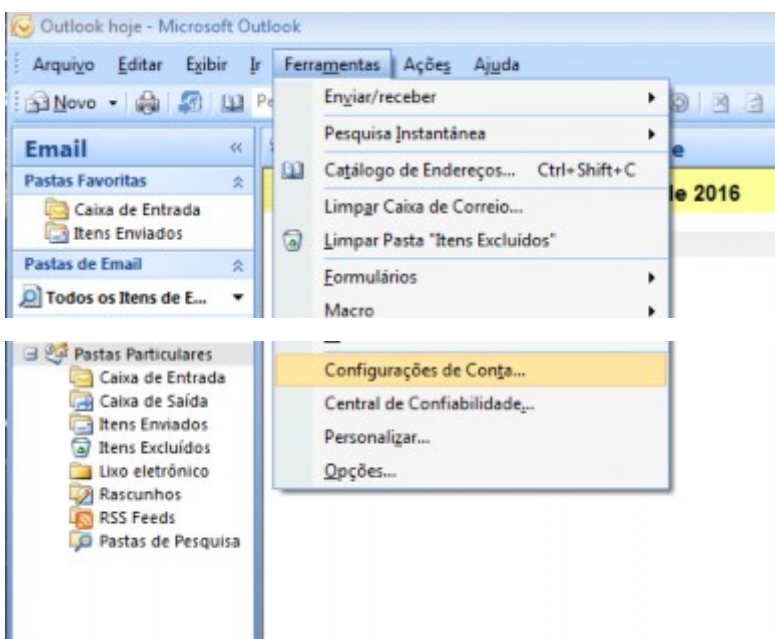 Outlook hoje - Microsoft Outlook
Arquivo Editar Exibir Ir Ferramentas Ações Ajuda
Novo Pe
Enviar/receber
Email
Pesquisa Instantânea
e
Pastas Favoritas
Catálogo de Endereços... Ctrl+Shift+C
le 2016
Caixa de Entrada
Limpar Caixa de Correio...
Itens Enviados
Limpar Pasta "Itens Excluídos"
Pastas de Email
Formulários
Todos os Itens de E...
Macro
Pastas Particulares
Configurações de Conta...
Caixa de Entrada
Caixa de Saída
Central de Confiabilidade...
Itens Enviados
Personalizar...
Itens Excluídos
Lixo eletrônico
Opções...
Rascunhos
RSS Feeds
Pastas de Pesquisa